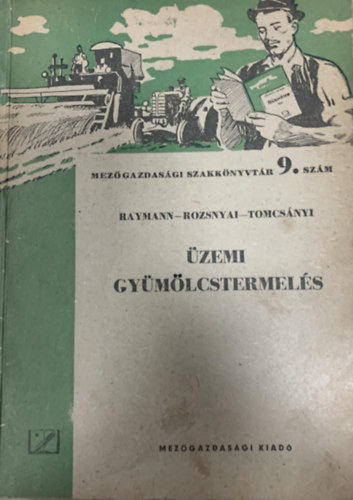 MEZŐGAZDASÁGI SZAKKÖNYVTÁR 9. SZÁM
RAYMANN—ROZSNYAI—TOMCSÁNYI
ÜZEMI
GYÜMÖLCSTERMELÉS
MEZŐGAZDASÁGI KIADÓ